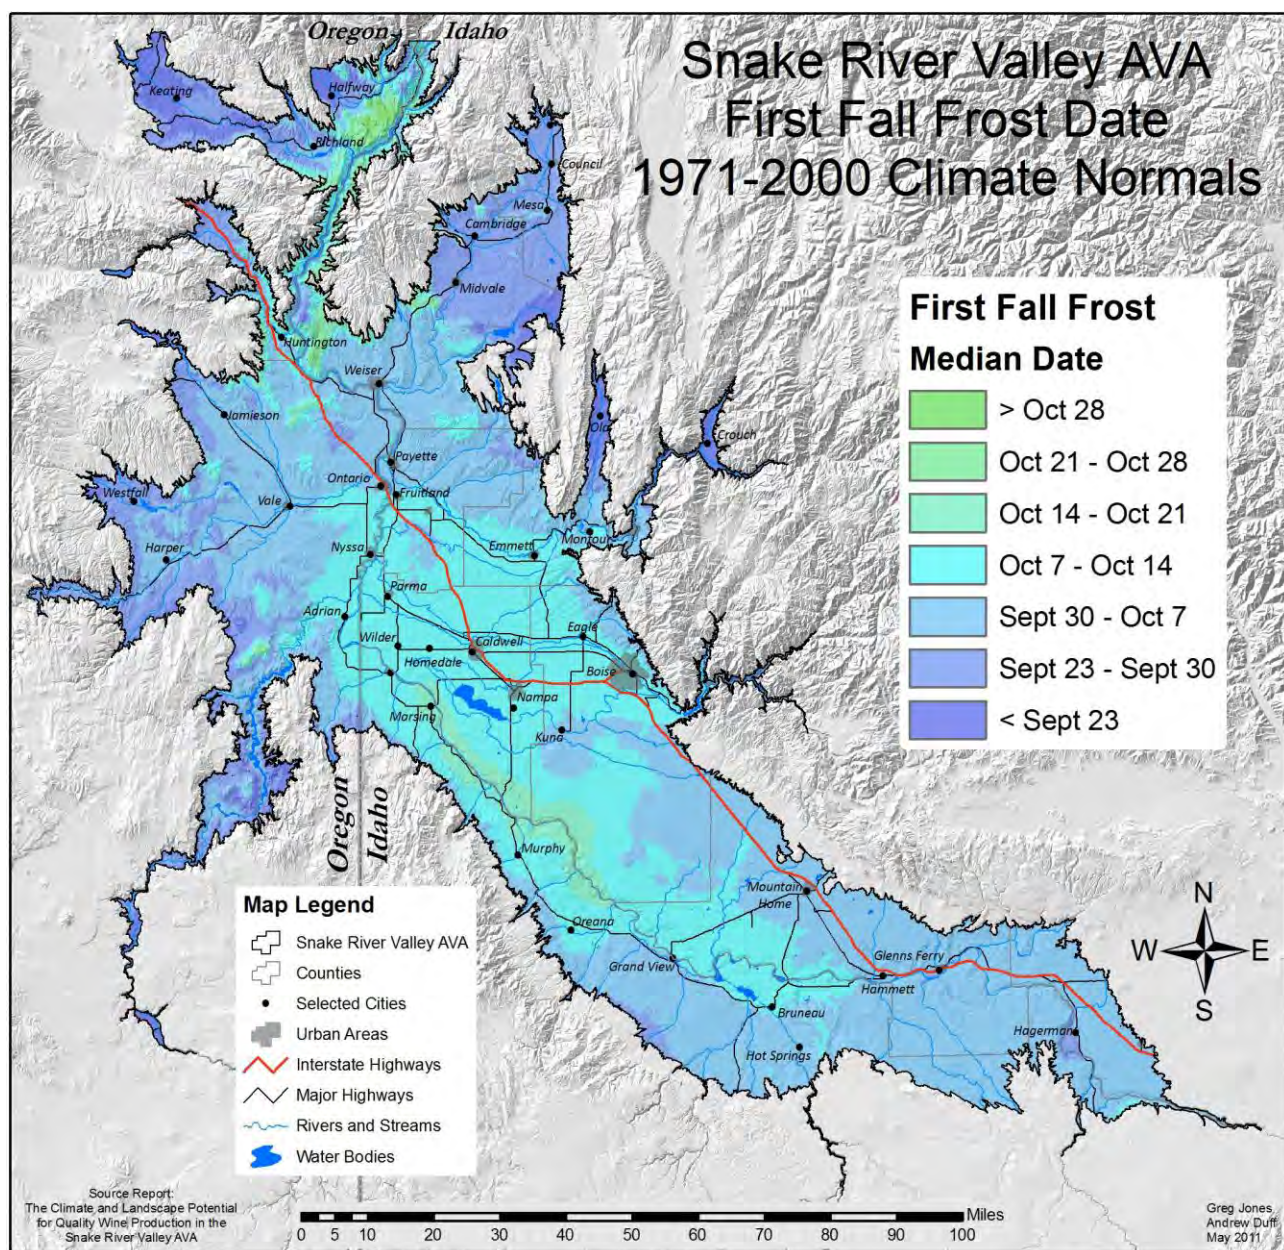 Oregon
Idaho
Snake River Valley AVA
First Fall Frost Date
1971-2000 Climate Normals
Keating
Halfway
Richland
Council
Mesa
Cambridge
Midvale
Huntington
Weiser
Jamieson
Ola
Crouch
Payette
Ontario
Fruitland
Westfall
Vale
Harper
Nyssa
Emmett
Montour
Parma
Adrian
Wilder
Homedale
Caldwell
Eagle
Boise
Marsing
Nampa
Kuna
Oregon
Idaho
Murphy
Oreana
Grand View
Mountain
Home
Glenns Ferry
Hammett
Bruneau
Hot Springs
Hagerman
First Fall Frost
Median Date
> Oct 28
Oct 21 - Oct 28
Oct 14 - Oct 21
Oct 7 - Oct 14
Sept 30 - Oct 7
Sept 23 - Sept 30
< Sept 23
N
W E
S
Map Legend
Snake River Valley AVA
Counties
Selected Cities
Urban Areas
Interstate Highways
Major Highways
Rivers and Streams
Water Bodies
Source Report:
The Climate and Landscape Potential
for Quality Wine Production in the
Snake River Valley AVA
Miles
0 5 10 20 30 40 50 60 70 80 90 100
Greg Jones
Andrew Duff
May 2011